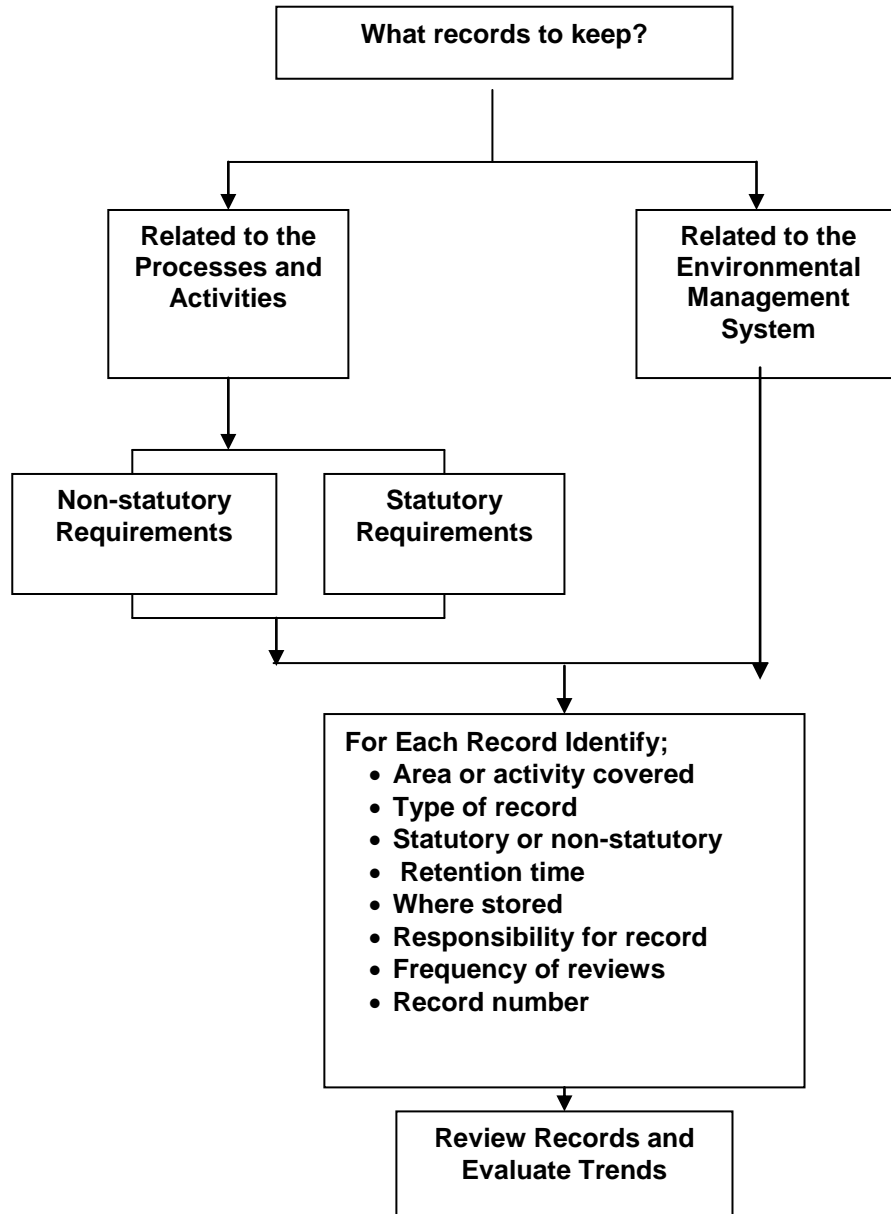 What records to keep?
Related to the
Processes and
Activities
Related to the
Environmental
Management
System
Non-statutory
Requirements
Statutory
Requirements
For Each Record Identify;
• Area or activity covered
• Type of record
• Statutory or non-statutory
• Retention time
• Where stored
• Responsibility for record
• Frequency of reviews
• Record number
Review Records and
Evaluate Trends